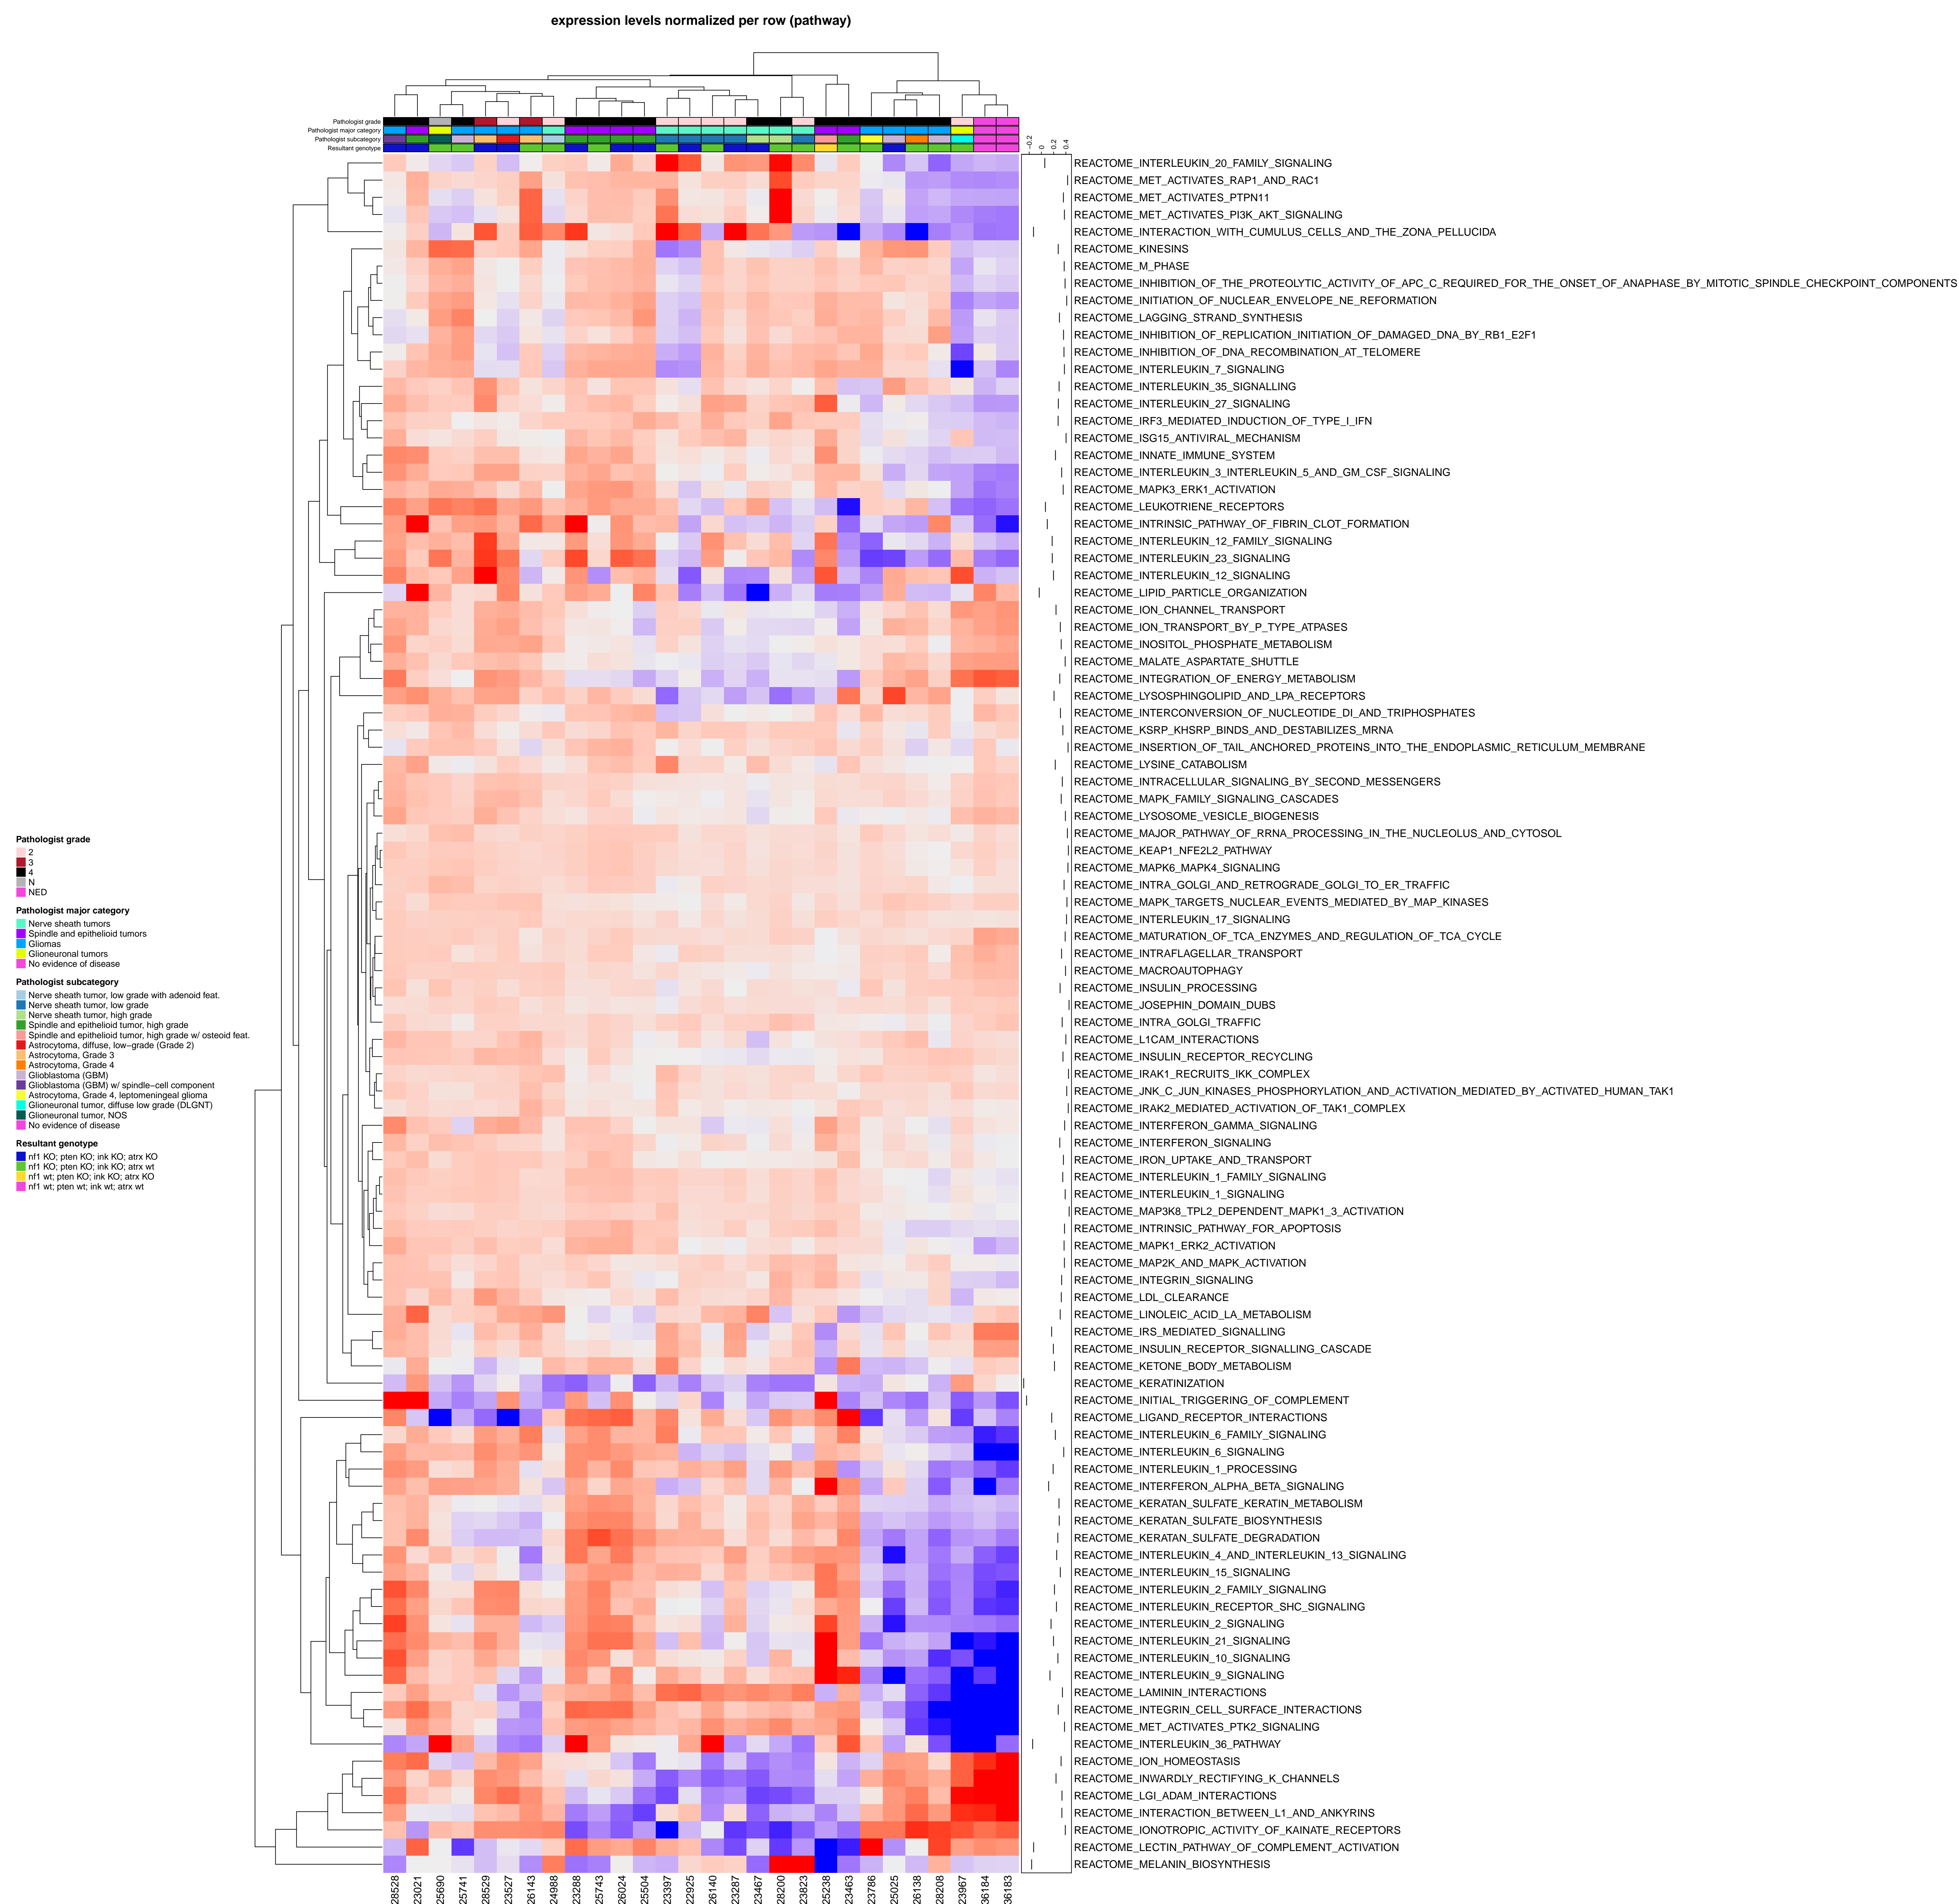 expression levels normalized per row (pathway)
Pathologist grade
Pathologist major category
Pathologist subcategory
Resultant genotype
−0.2
0
0.2
0.4
REACTOME_INTERLEUKIN_20_FAMILY_SIGNALING
REACTOME_MET_ACTIVATES_RAP1_AND_RAC1
REACTOME_MET_ACTIVATES_PTPN11
REACTOME_MET_ACTIVATES_PI3K_AKT_SIGNALING
REACTOME_INTERACTION_WITH_CUMULUS_CELLS_AND_THE_ZONA_PELLUCIDA
REACTOME_KINESINS
REACTOME_M_PHASE
REACTOME_INHIBITION_OF_THE_PROTEOLYTIC_ACTIVITY_OF_APC_C_REQUIRED_FOR_THE_ONSET_OF_ANAPHASE_BY_MITOTIC_SPINDLE_CHECKPOINT_COMPONENTS
REACTOME_INITIATION_OF_NUCLEAR_ENVELOPE_NE_REFORMATION
REACTOME_LAGGING_STRAND_SYNTHESIS
REACTOME_INHIBITION_OF_REPLICATION_INITIATION_OF_DAMAGED_DNA_BY_RB1_E2F1
REACTOME_INHIBITION_OF_DNA_RECOMBINATION_AT_TELOMERE
REACTOME_INTERLEUKIN_7_SIGNALING
REACTOME_INTERLEUKIN_35_SIGNALLING
REACTOME_INTERLEUKIN_27_SIGNALING
REACTOME_IRF3_MEDIATED_INDUCTION_OF_TYPE_I_IFN
REACTOME_ISG15_ANTIVIRAL_MECHANISM
REACTOME_INNATE_IMMUNE_SYSTEM
REACTOME_INTERLEUKIN_3_INTERLEUKIN_5_AND_GM_CSF_SIGNALING
REACTOME_MAPK3_ERK1_ACTIVATION
REACTOME_LEUKOTRIENE_RECEPTORS
REACTOME_INTRINSIC_PATHWAY_OF_FIBRIN_CLOT_FORMATION
REACTOME_INTERLEUKIN_12_FAMILY_SIGNALING
REACTOME_INTERLEUKIN_23_SIGNALING
REACTOME_INTERLEUKIN_12_SIGNALING
REACTOME_LIPID_PARTICLE_ORGANIZATION
REACTOME_ION_CHANNEL_TRANSPORT
REACTOME_ION_TRANSPORT_BY_P_TYPE_ATPASES
REACTOME_INOSITOL_PHOSPHATE_METABOLISM
REACTOME_MALATE_ASPARTATE_SHUTTLE
REACTOME_INTEGRATION_OF_ENERGY_METABOLISM
REACTOME_LYSOSPHINGOLIPID_AND_LPA_RECEPTORS
REACTOME_INTERCONVERSION_OF_NUCLEOTIDE_DI_AND_TRIPHOSPHATES
REACTOME_KSRP_KHSRP_BINDS_AND_DESTABILIZES_MRNA
REACTOME_INSERTION_OF_TAIL_ANCHORED_PROTEINS_INTO_THE_ENDOPLASMIC_RETICULUM_MEMBRANE
REACTOME_LYSINE_CATABOLISM
REACTOME_INTRACELLULAR_SIGNALING_BY_SECOND_MESSENGERS
REACTOME_MAPK_FAMILY_SIGNALING_CASCADES
REACTOME_LYSOSOME_VESICLE_BIOGENESIS
REACTOME_MAJOR_PATHWAY_OF_RRNA_PROCESSING_IN_THE_NUCLEOLUS_AND_CYTOSOL
REACTOME_KEAP1_NFE2L2_PATHWAY
REACTOME_MAPK6_MAPK4_SIGNALING
REACTOME_INTRA_GOLGI_AND_RETROGRADE_GOLGI_TO_ER_TRAFFIC
REACTOME_MAPK_TARGETS_NUCLEAR_EVENTS_MEDIATED_BY_MAP_KINASES
REACTOME_INTERLEUKIN_17_SIGNALING
REACTOME_MATURATION_OF_TCA_ENZYMES_AND_REGULATION_OF_TCA_CYCLE
REACTOME_INTRAFLAGELLAR_TRANSPORT
REACTOME_MACROAUTOPHAGY
REACTOME_INSULIN_PROCESSING
REACTOME_JOSEPHIN_DOMAIN_DUBS
REACTOME_INTRA_GOLGI_TRAFFIC
REACTOME_L1CAM_INTERACTIONS
REACTOME_INSULIN_RECEPTOR_RECYCLING
REACTOME_IRAK1_RECRUITS_IKK_COMPLEX
REACTOME_JNK_C_JUN_KINASES_PHOSPHORYLATION_AND_ACTIVATION_MEDIATED_BY_ACTIVATED_HUMAN_TAK1
REACTOME_IRAK2_MEDIATED_ACTIVATION_OF_TAK1_COMPLEX
REACTOME_INTERFERON_GAMMA_SIGNALING
REACTOME_INTERFERON_SIGNALING
REACTOME_IRON_UPTAKE_AND_TRANSPORT
REACTOME_INTERLEUKIN_1_FAMILY_SIGNALING
REACTOME_INTERLEUKIN_1_SIGNALING
REACTOME_MAP3K8_TPL2_DEPENDENT_MAPK1_3_ACTIVATION
REACTOME_INTRINSIC_PATHWAY_FOR_APOPTOSIS
REACTOME_MAPK1_ERK2_ACTIVATION
REACTOME_MAP2K_AND_MAPK_ACTIVATION
REACTOME_INTEGRIN_SIGNALING
REACTOME_LDL_CLEARANCE
REACTOME_LINOLEIC_ACID_LA_METABOLISM
REACTOME_IRS_MEDIATED_SIGNALLING
REACTOME_INSULIN_RECEPTOR_SIGNALLING_CASCADE
REACTOME_KETONE_BODY_METABOLISM
REACTOME_KERATINIZATION
REACTOME_INITIAL_TRIGGERING_OF_COMPLEMENT
REACTOME_LIGAND_RECEPTOR_INTERACTIONS
REACTOME_INTERLEUKIN_6_FAMILY_SIGNALING
REACTOME_INTERLEUKIN_6_SIGNALING
REACTOME_INTERLEUKIN_1_PROCESSING
REACTOME_INTERFERON_ALPHA_BETA_SIGNALING
REACTOME_KERATAN_SULFATE_KERATIN_METABOLISM
REACTOME_KERATAN_SULFATE_BIOSYNTHESIS
REACTOME_KERATAN_SULFATE_DEGRADATION
REACTOME_INTERLEUKIN_4_AND_INTERLEUKIN_13_SIGNALING
REACTOME_INTERLEUKIN_15_SIGNALING
REACTOME_INTERLEUKIN_2_FAMILY_SIGNALING
REACTOME_INTERLEUKIN_RECEPTOR_SHC_SIGNALING
REACTOME_INTERLEUKIN_2_SIGNALING
REACTOME_INTERLEUKIN_21_SIGNALING
REACTOME_INTERLEUKIN_10_SIGNALING
REACTOME_INTERLEUKIN_9_SIGNALING
REACTOME_LAMININ_INTERACTIONS
REACTOME_INTEGRIN_CELL_SURFACE_INTERACTIONS
REACTOME_MET_ACTIVATES_PTK2_SIGNALING
REACTOME_INTERLEUKIN_36_PATHWAY
REACTOME_ION_HOMEOSTASIS
REACTOME_INWARDLY_RECTIFYING_K_CHANNELS
REACTOME_LGI_ADAM_INTERACTIONS
REACTOME_INTERACTION_BETWEEN_L1_AND_ANKYRINS
REACTOME_IONOTROPIC_ACTIVITY_OF_KAINATE_RECEPTORS
REACTOME_LECTIN_PATHWAY_OF_COMPLEMENT_ACTIVATION
REACTOME_MELANIN_BIOSYNTHESIS
Pathologist grade
2
3
4
N
NED
Pathologist major category
Nerve sheath tumors
Spindle and epithelioid tumors
Gliomas
Glioneuronal tumors
No evidence of disease
Pathologist subcategory
Nerve sheath tumor, low grade with adenoid feat.
Nerve sheath tumor, low grade
Nerve sheath tumor, high grade
Spindle and epithelioid tumor, high grade
Spindle and epithelioid tumor, high grade w/ osteoid feat.
Astrocytoma, diffuse, low−grade (Grade 2)
Astrocytoma, Grade 3
Astrocytoma, Grade 4
Glioblastoma (GBM)
Glioblastoma (GBM) w/ spindle−cell component
Astrocytoma, Grade 4, leptomeningeal glioma
Glioneuronal tumor, diffuse low grade (DLGNT)
Glioneuronal tumor, NOS
No evidence of disease
Resultant genotype
nf1 KO; pten KO; ink KO; atrx KO
nf1 KO; pten KO; ink KO; atrx wt
nf1 wt; pten KO; ink KO; atrx KO
nf1 wt; pten wt; ink wt; atrx wt
28528
23021
25690
25741
28529
23527
26143
24988
23288
25743
26024
25504
23397
22925
26140
23287
23467
28200
23823
25238
23463
23786
25025
26138
28208
23967
36184
36183